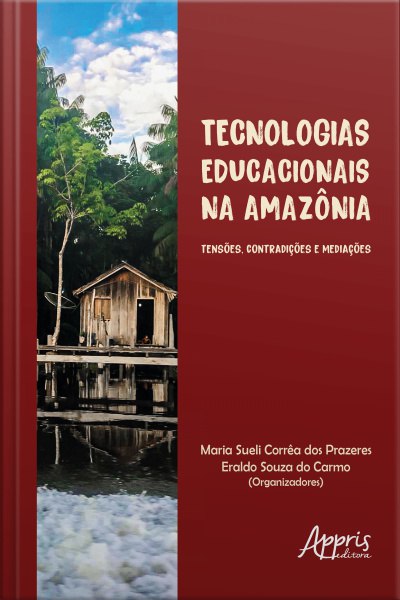 TECNOLOGIAS
EDUCACIONAIS
NA AMAZÔNIA
TENSÕES, CONTRADIÇÕES E MEDIAÇÕES
Maria Sueli Corrêa dos Prazeres
Eraldo Souza do Carmo
(Organizadores)
Appris
editora